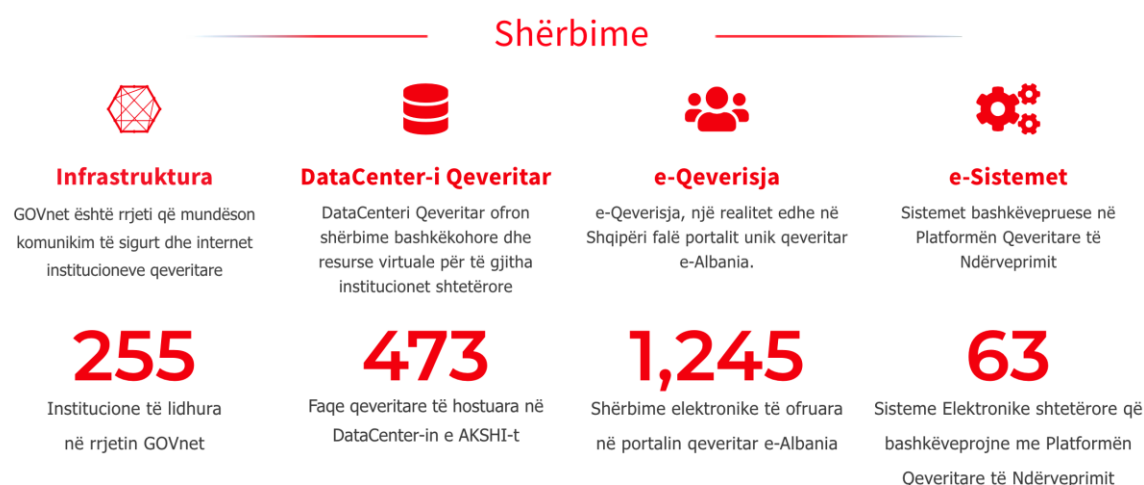 Shërbime
Infrastruktura
GOVnet është rrjeti që mundëson
komunikim të sigurt dhe internet
institucioneve qeveritare
255
Institucione të lidhura
në rrjetin GOVnet
DataCenter-i Qeveritar
DataCenteri Qeveritar ofron
shërbime bashkëkohore dhe
resurse virtuale për të gjitha
institucionet shtetërore
473
Faqe qeveritare të hostuara në
DataCenter-in e AKSHI-t
e-Qeverisja
e-Qeverisja, një realitet edhe në
Shqipëri falë portalit unik qeveritar
e-Albania.
1,245
Shërbime elektronike të ofruara
në portalin qeveritar e-Albania
e-Sistemet
Sistemet bashkëvepruese në
Platformën Qeveritare të
Ndërveprimit
63
Sisteme Elektronike shtetërore që
bashkëveprojne me Platformën
Qeveritare të Ndërveprimit